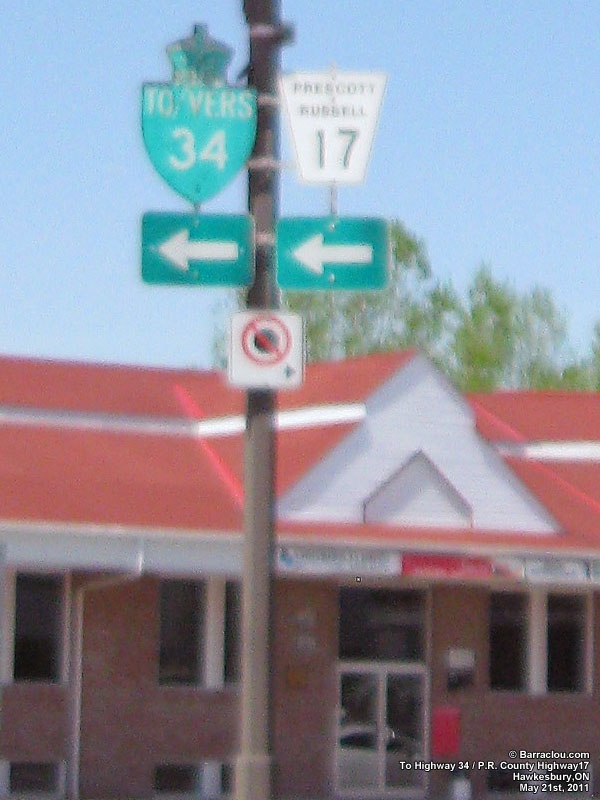 TO/VERS
34
PRESCOTT
RUSSELL
17
© Barraclou.com
To Highway 34 / P.R. County Highway17
Hawkesbury,ON
May 21st, 2011